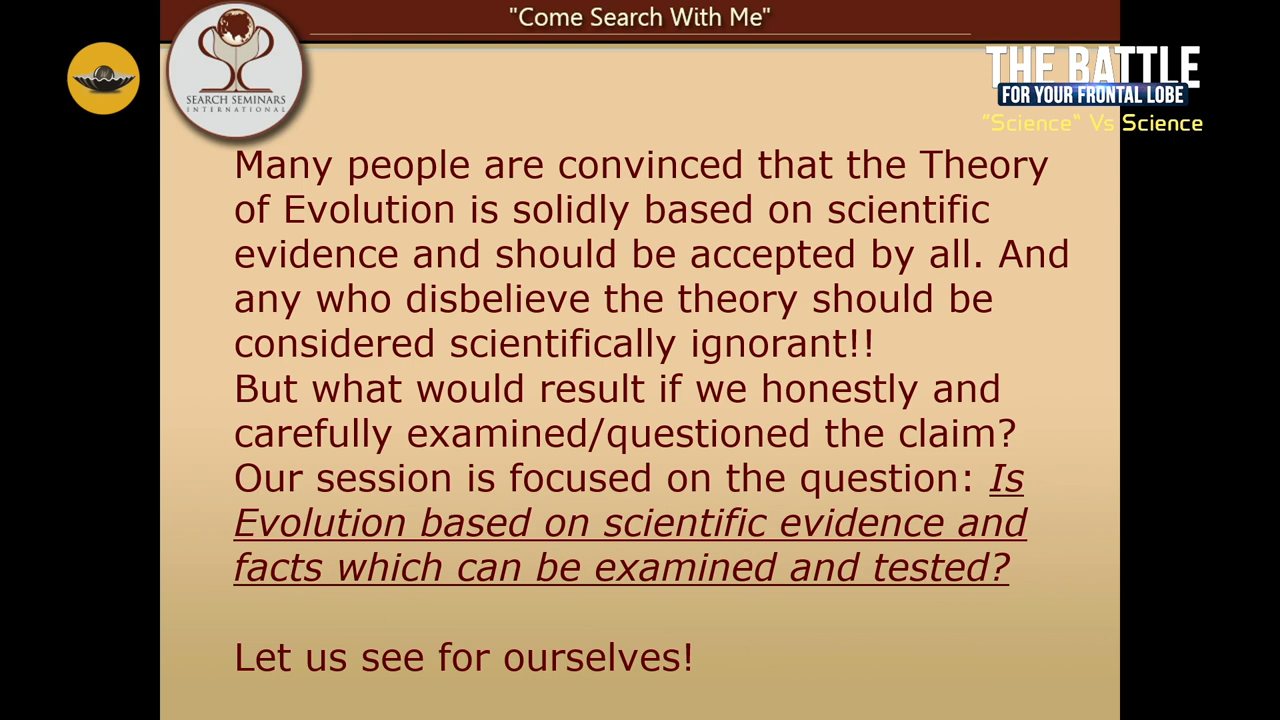 "Come Search With Me"
SEARCH SEMINARS
INTERNATIONAL
THE BATTLE
FOR YOUR FRONTAL LOBE
"Science" Vs Science
Many people are convinced that the Theory
of Evolution is solidly based on scientific
evidence and should be accepted by all. And
any who disbelieve the theory should be
considered scientifically ignorant!!
But what would result if we honestly and
carefully examined/questioned the claim?
Our session is focused on the question: Is
Evolution based on scientific evidence and
facts which can be examined and tested?
Let us see for ourselves!